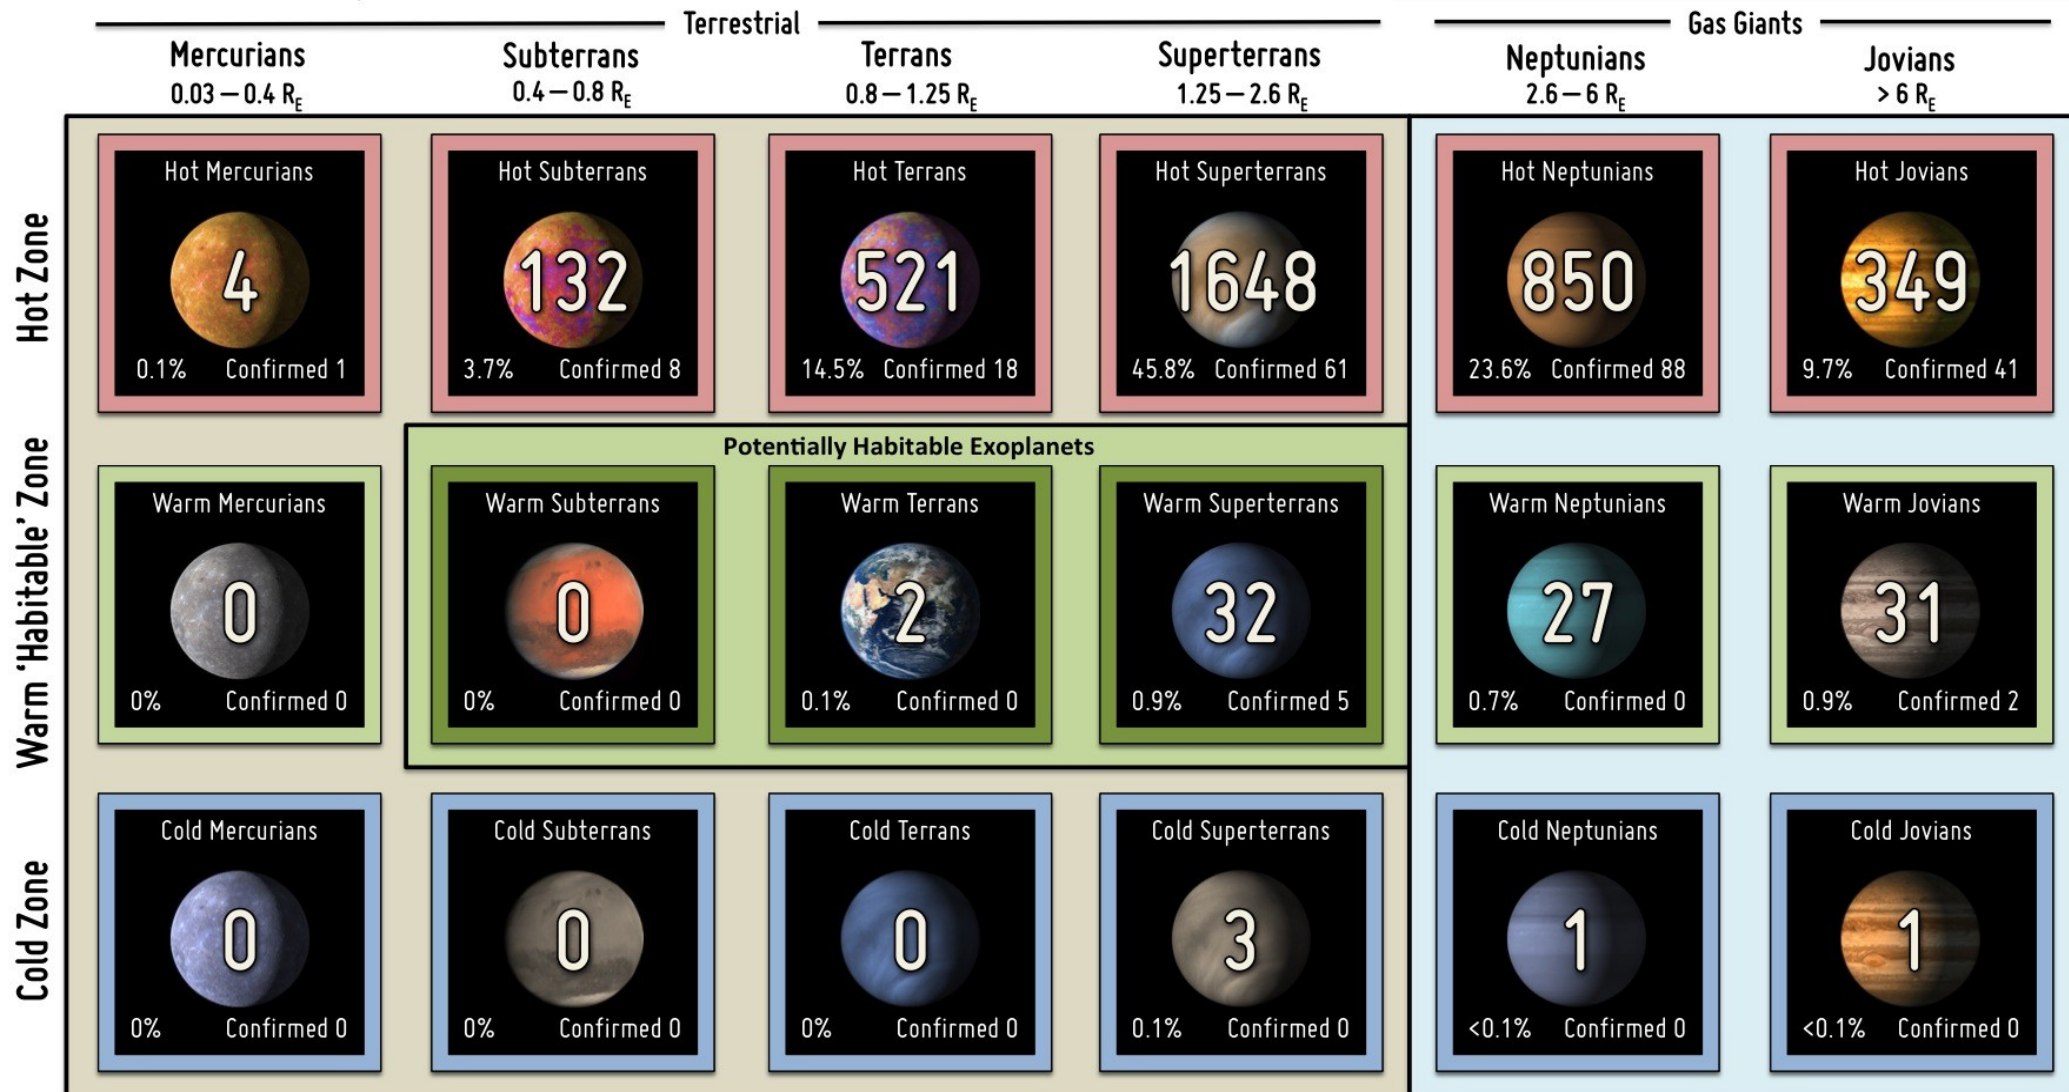 Terrestrial
Gas Giants
Mercurians
Subterrans
Terrans
Superterrans
Neptunians
Jovians
0.03 – 0.4 RE
0.4 – 0.8 RE
0.8 – 1.25 RE
1.25 – 2.6 RE
2.6 – 6 RE
> 6 RE
Hot Zone
Hot Mercurians
4
0.1% Confirmed 1
Hot Subterrans
132
3.7% Confirmed 8
Hot Terrans
521
14.5% Confirmed 18
Hot Superterrans
1648
45.8% Confirmed 61
Hot Neptunians
850
23.6% Confirmed 88
Hot Jovians
349
9.7% Confirmed 41
Warm ‘Habitable’ Zone
Potentially Habitable Exoplanets
Warm Mercurians
0
0% Confirmed 0
Warm Subterrans
0
0% Confirmed 0
Warm Terrans
2
0.1% Confirmed 0
Warm Superterrans
32
0.9% Confirmed 5
Warm Neptunians
27
0.7% Confirmed 0
Warm Jovians
31
0.9% Confirmed 2
Cold Zone
Cold Mercurians
0
0% Confirmed 0
Cold Subterrans
0
0% Confirmed 0
Cold Terrans
0
0% Confirmed 0
Cold Superterrans
3
0.1% Confirmed 0
Cold Neptunians
1
<0.1% Confirmed 0
Cold Jovians
1
<0.1% Confirmed 0